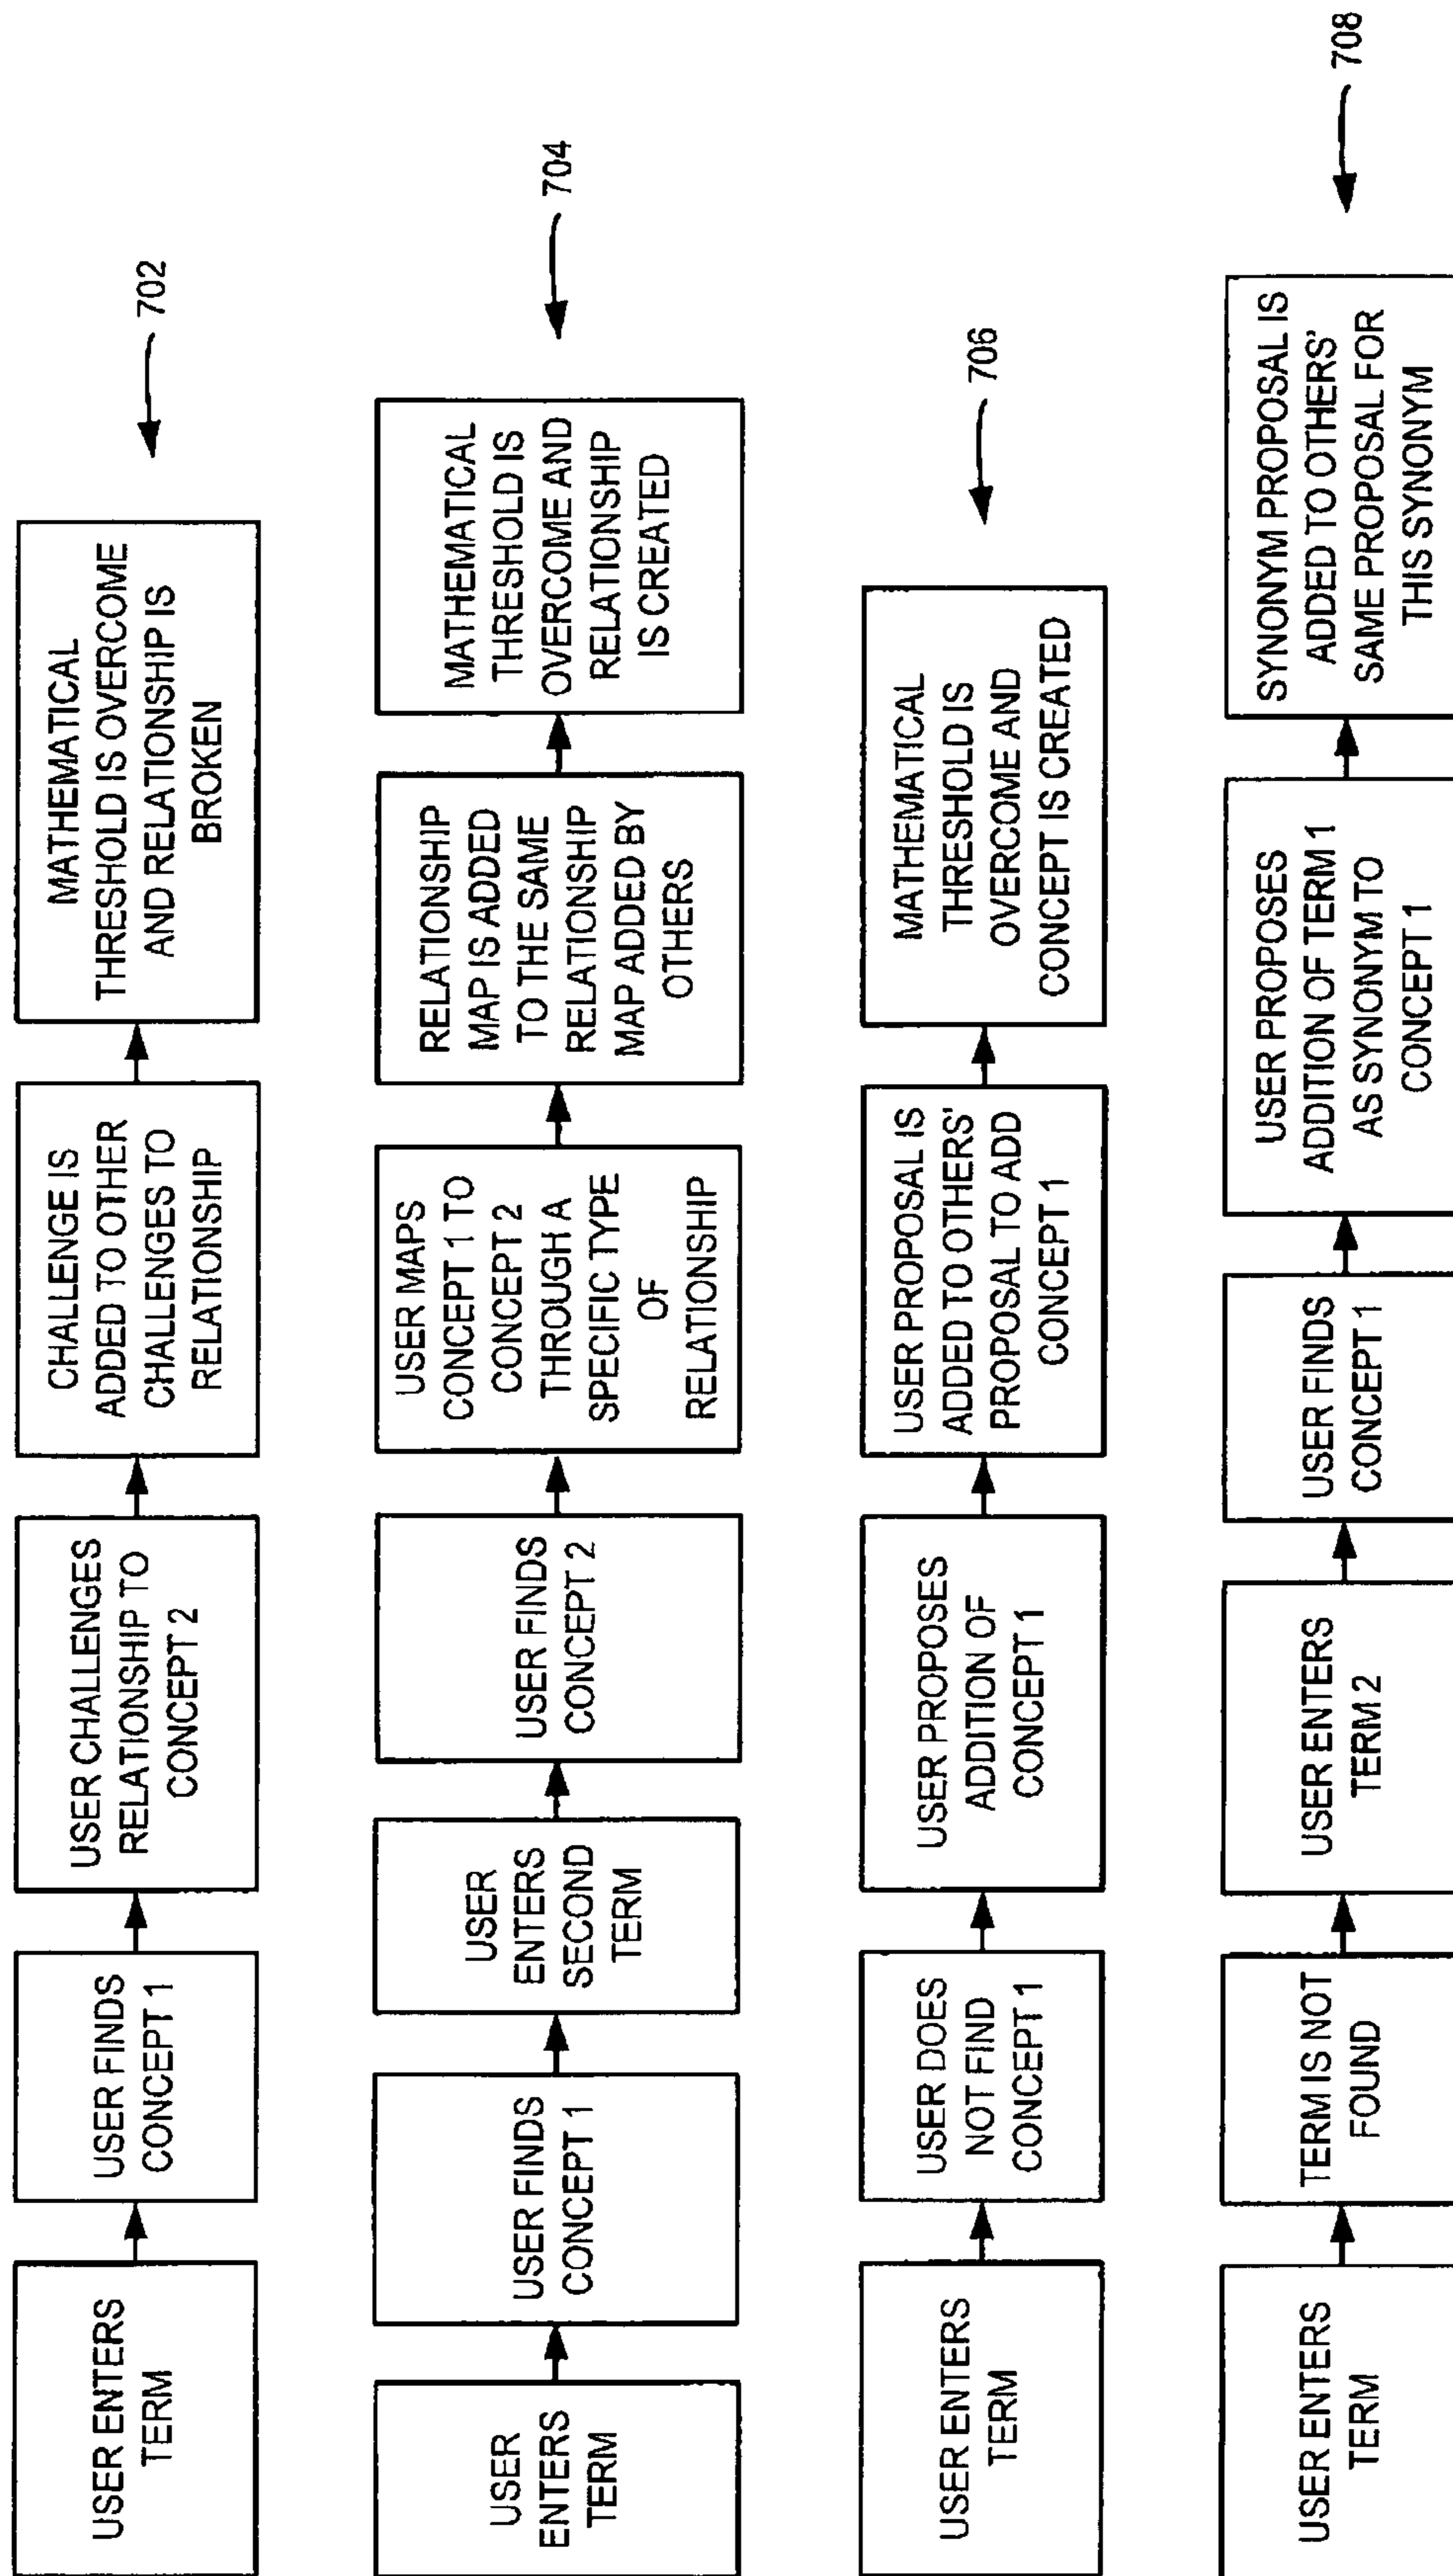 USER ENTERS
TERM
USER FINDS
CONCEPT 1
USER CHALLENGES
RELATIONSHIP TO
CONCEPT 2
CHALLENGE IS
ADDED TO OTHER
CHALLENGES TO
RELATIONSHIP
MATHEMATICAL
THRESHOLD IS OVERCOME
AND RELATIONSHIP IS
BROKEN
702
USER
ENTERS
TERM
USER FINDS
CONCEPT 1
USER
ENTERS
SECOND
TERM
USER FINDS
CONCEPT 2
USER MAPS
CONCEPT 1 TO
CONCEPT 2
THROUGH A
SPECIFIC TYPE
OF
RELATIONSHIP
RELATIONSHIP
MAP IS ADDED
TO THE SAME
RELATIONSHIP
MAP ADDED BY
OTHERS
MATHEMATICAL
THRESHOLD IS
OVERCOME AND
RELATIONSHIP
IS CREATED
704
USER ENTERS
TERM
USER DOES
NOT FIND
CONCEPT 1
USER PROPOSES
ADDITION OF
CONCEPT 1
USER PROPOSAL IS
ADDED TO OTHERS'
PROPOSAL TO ADD
CONCEPT 1
MATHEMATICAL
THRESHOLD IS
OVERCOME AND
CONCEPT IS CREATED
706
USER ENTERS
TERM
TERM IS NOT
FOUND
USER ENTERS
TERM 2
USER FINDS
CONCEPT 1
USER PROPOSES
ADDITION OF TERM 1
AS SYNONYM TO
CONCEPT 1
SYNONYM PROPOSAL IS
ADDED TO OTHERS'
SAME PROPOSAL FOR
THIS SYNONYM
708